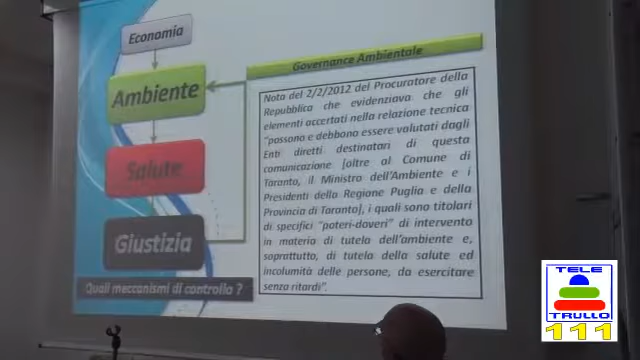 Economia
Ambiente
Salute
Giustizia
Quali meccanismi di controllo ?
Governance Ambientale
Nota del 2/2/2012 del Procuratore della
Repubblica che evidenziava che gli
elementi accertati nella relazione tecnica
"possono e debbono essere valutati dagli
Enti diretti destinatari di questa
comunicazione [oltre al Comune di
Taranto, il Ministro dell'Ambiente e i
Presidenti della Regione Puglia e della
Provincia di Taranto], i quali sono titolari
di specifici "poteri-doveri" di intervento
in materia di tutela dell'ambiente e,
soprattutto, di tutela della salute ed
incolumità delle persone, da esercitare
senza ritardi".
TELE
TRULLO
111